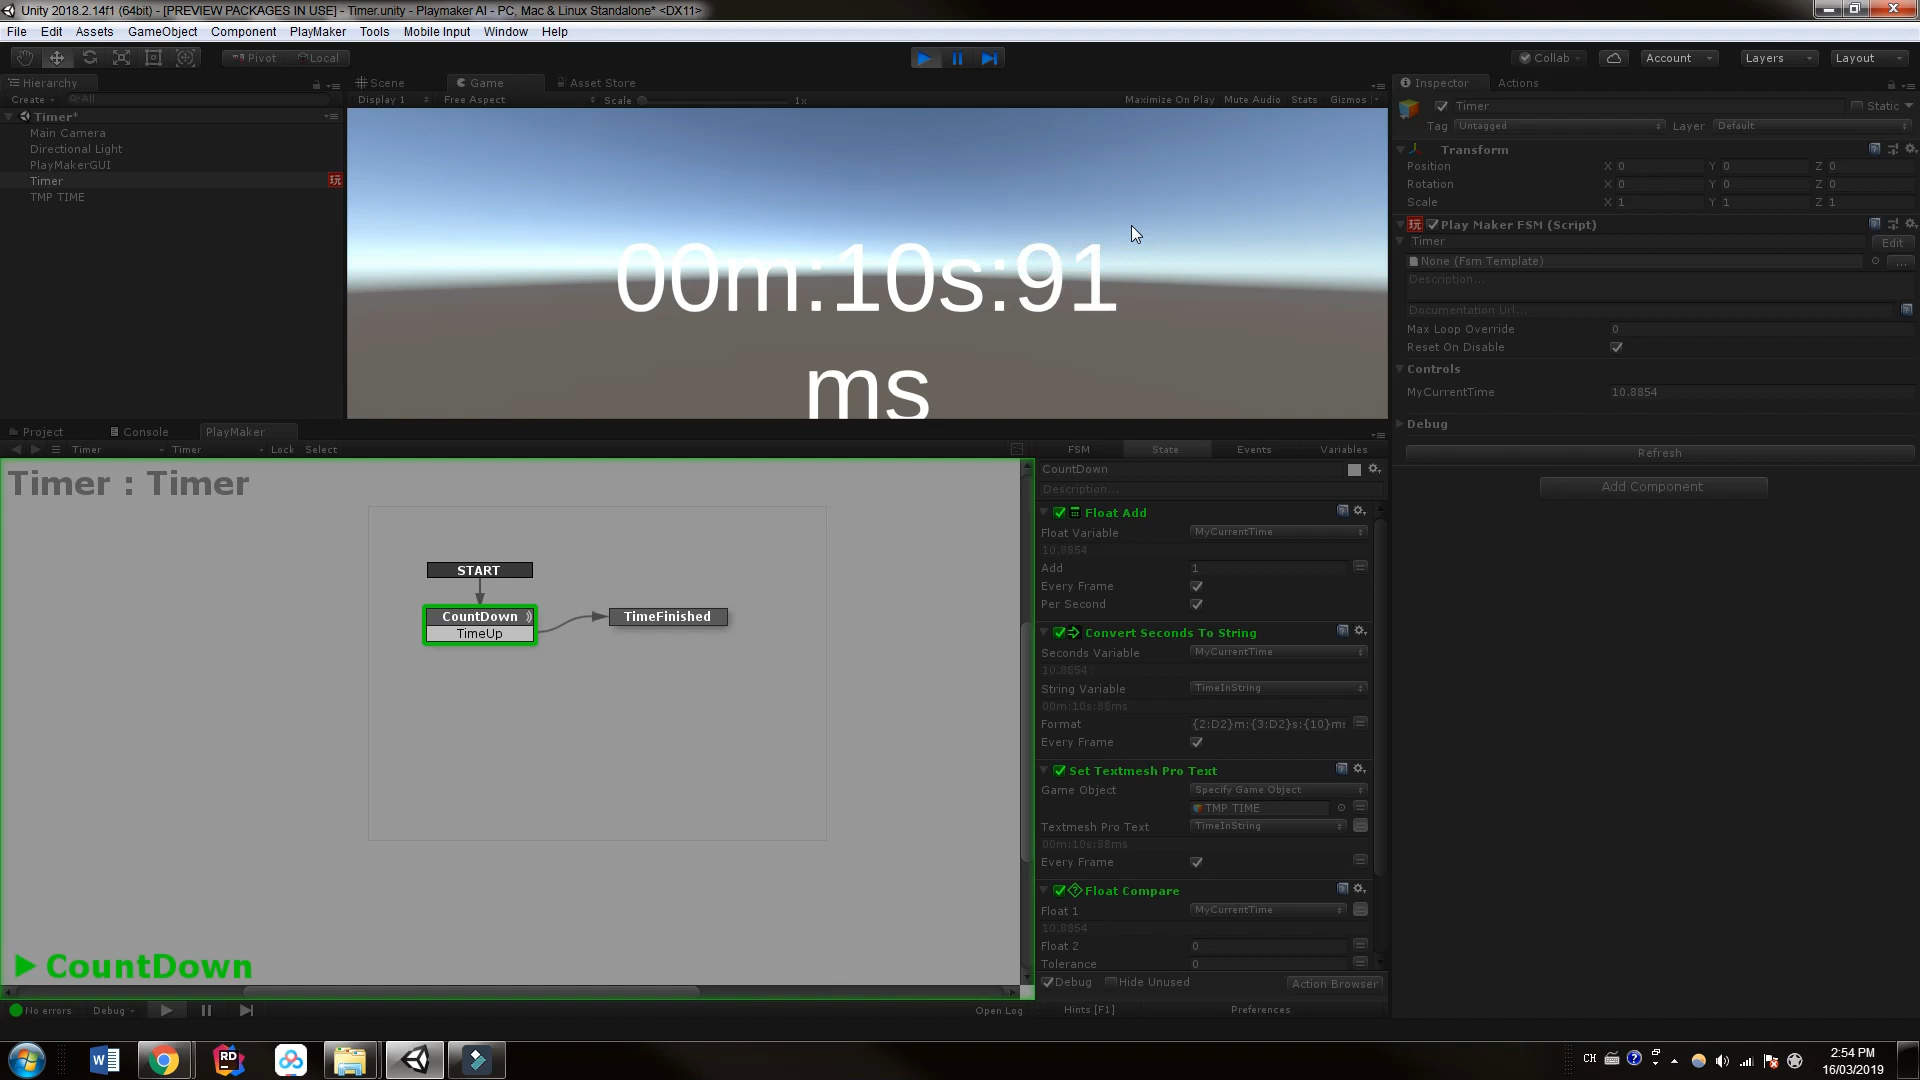 Unity 2018.2.14f1 (64bit) - [PREVIEW PACKAGES IN USE] - Timer.unity - Playmaker AI - PC, Mac & Linux Standalone* <DX11>
File Edit Assets GameObject Component PlayMaker Tools Mobile Input Window Help
Pivot Local Collab Account Layers Layout
Hierarchy Scene Game Asset Store Inspector Actions
Create All Display 1 Free Aspect Scale 1x Maximize On Play Mute Audio Stats Gizmos
Timer*
Main Camera
Directional Light
PlayMakerGUI
Timer 玩
TMP TIME
00m:10s:91
ms
Timer Static
Tag Untagged Layer Default
Transform
Position X 0 Y 0 Z 0
Rotation X 0 Y 0 Z 0
Scale X 1 Y 1 Z 1
玩 Play Maker FSM (Script)
Timer Edit
None (Fsm Template) ...
Description...
Documentation Url...
Max Loop Override 0
Reset On Disable
Controls
MyCurrentTime 10.8854
Debug
Refresh
Add Component
Project Console PlayMaker
Timer Timer Lock Select
Timer : Timer
START
CountDown
TimeUp
TimeFinished
CountDown
No errors Debug Open Log
FSM State Events Variables
CountDown
Description...
Float Add
Float Variable MyCurrentTime
10.8854
Add 1
Every Frame
Per Second
Convert Seconds To String
Seconds Variable MyCurrentTime
10.8854
String Variable TimeInString
00m:10s:88ms
Format {2:D2}m:{3:D2}s:{10}ms
Every Frame
Set Textmesh Pro Text
Game Object Specify Game Object
TMP TIME
Textmesh Pro Text TimeInString
00m:10s:88ms
Every Frame
Float Compare
Float 1 MyCurrentTime
10.8854
Float 2 0
Tolerance 0
Debug Hide Unused Action Browser
Hints [F1] Preferences
W RD CH 2:54 PM
16/03/2019